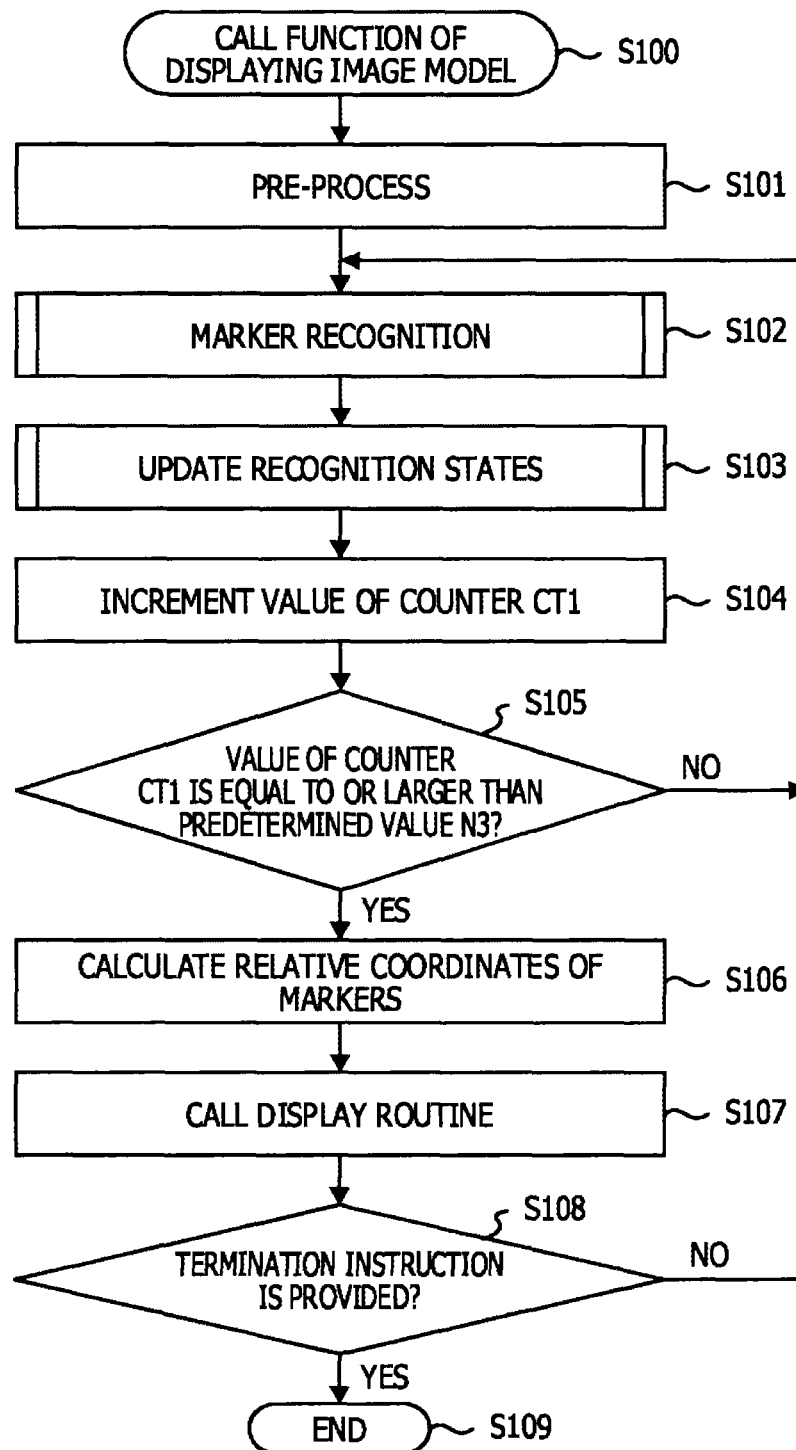 CALL FUNCTION OF
DISPLAYING IMAGE MODEL
S100
PRE-PROCESS
S101
MARKER RECOGNITION
S102
UPDATE RECOGNITION STATES
S103
INCREMENT VALUE OF COUNTER CT1
S104
S105
VALUE OF COUNTER
CT1 IS EQUAL TO OR LARGER THAN
PREDETERMINED VALUE N3?
NO
YES
CALCULATE RELATIVE COORDINATES OF
MARKERS
S106
CALL DISPLAY ROUTINE
S107
S108
TERMINATION INSTRUCTION
IS PROVIDED?
NO
YES
END
S109